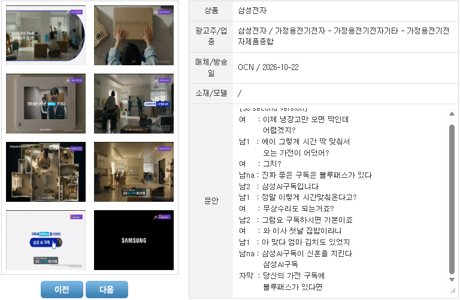 상품
삼성전자
광고주/업종
삼성전자 / 가정용전기전자 - 가정용전기전자기타 - 가정용전기전자제품종합
매체/방송일
OCN / 2026-10-22
소재/모델
/
문안
(30 second version)
여 : 이제 냉장고만 오면 딱인데
어렵겠지?
남1 : 에이 이렇게 시간 딱 맞춰서
오는 가전이 어딨어?
여 : 그치?
남na : 진짜 좋은 구독은 블루패스가 있다
남2 : 삼성AI구독입니다
남1 : 정말 이렇게 시간맞춰온다고?
여 : 무상수리도 되는거죠?
남2 : 그럼요 구독하시면 기본이죠
여 : 와 이사 첫날 집밥이라니
남1 : 아 맞다 엄마 김치도 있었지
남na : 삼성AI구독이 신혼을 지킨다
삼성AI구독
자막 : 당신의 가전 구독에
블루패스가 있다면
삼성 AI 구독
SAMSUNG
이전
다음